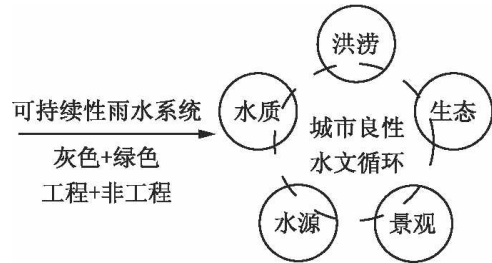 洪涝
可持续性雨水系统
水质
城市良性
水文循环
生态
灰色+绿色
工程+非工程
水源
景观